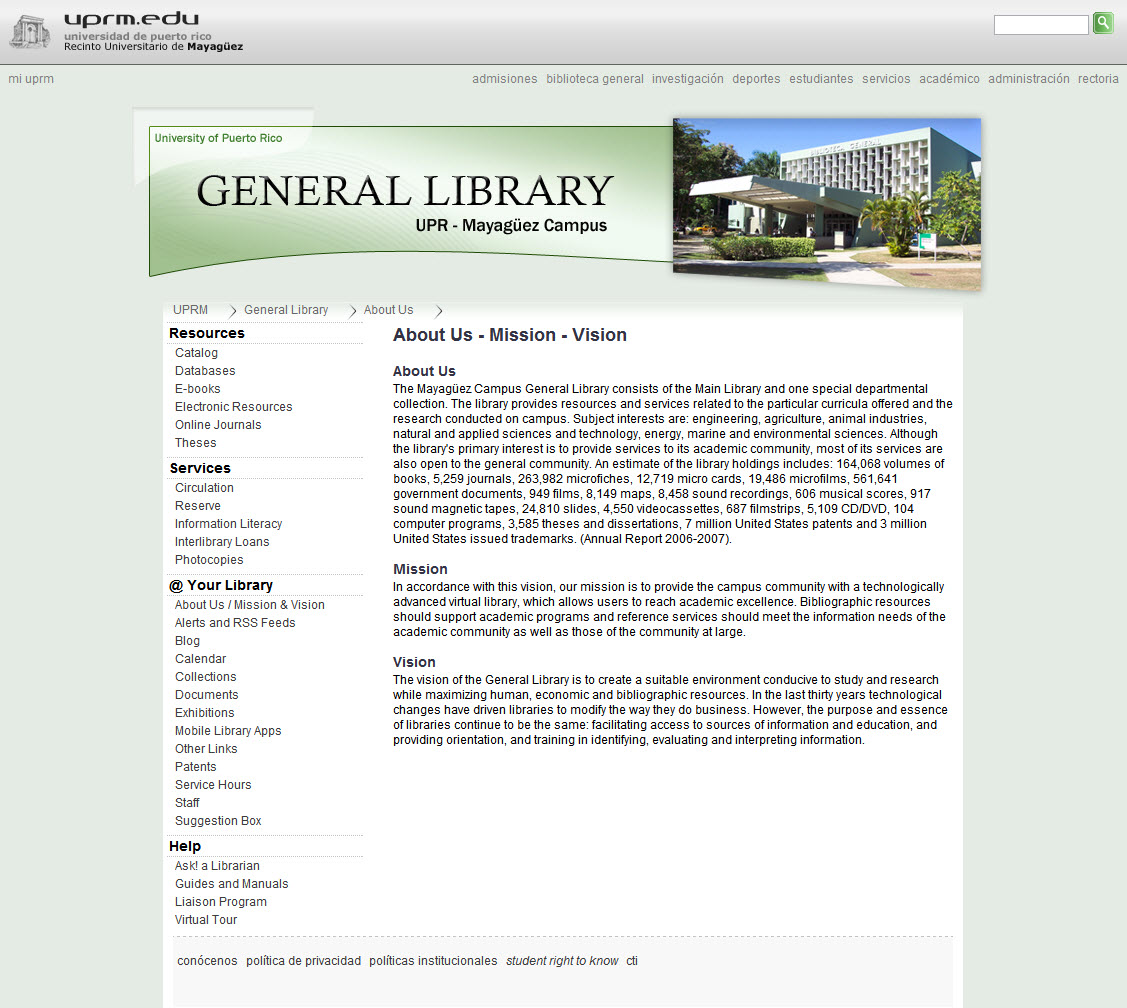 uprm.edu
universidad de puerto rico
Recinto Universitario de Mayagüez
mi uprm
admisiones biblioteca general investigación deportes estudiantes servicios académico administración rectoria
University of Puerto Rico
GENERAL LIBRARY
UPR - Mayagüez Campus
BIBLIOTECA GENERAL
UPRM General Library About Us
Resources
Catalog
Databases
E-books
Electronic Resources
Online Journals
Theses
Services
Circulation
Reserve
Information Literacy
Interlibrary Loans
Photocopies
@ Your Library
About Us / Mission & Vision
Alerts and RSS Feeds
Blog
Calendar
Collections
Documents
Exhibitions
Mobile Library Apps
Other Links
Patents
Service Hours
Staff
Suggestion Box
Help
Ask! a Librarian
Guides and Manuals
Liaison Program
Virtual Tour
About Us - Mission - Vision
About Us
The Mayagüez Campus General Library consists of the Main Library and one special departmental
collection. The library provides resources and services related to the particular curricula offered and the
research conducted on campus. Subject interests are: engineering, agriculture, animal industries,
natural and applied sciences and technology, energy, marine and environmental sciences. Although
the library's primary interest is to provide services to its academic community, most of its services are
also open to the general community. An estimate of the library holdings includes: 164,068 volumes of
books, 5,259 journals, 263,982 microfiches, 12,719 micro cards, 19,486 microfilms, 561,641
government documents, 949 films, 8,149 maps, 8,458 sound recordings, 606 musical scores, 917
sound magnetic tapes, 24,810 slides, 4,550 videocassettes, 687 filmstrips, 5,109 CD/DVD, 104
computer programs, 3,585 theses and dissertations, 7 million United States patents and 3 million
United States issued trademarks. (Annual Report 2006-2007).
Mission
In accordance with this vision, our mission is to provide the campus community with a technologically
advanced virtual library, which allows users to reach academic excellence. Bibliographic resources
should support academic programs and reference services should meet the information needs of the
academic community as well as those of the community at large.
Vision
The vision of the General Library is to create a suitable environment conducive to study and research
while maximizing human, economic and bibliographic resources. In the last thirty years technological
changes have driven libraries to modify the way they do business. However, the purpose and essence
of libraries continue to be the same: facilitating access to sources of information and education, and
providing orientation, and training in identifying, evaluating and interpreting information.
conócenos política de privacidad políticas institucionales student right to know cti